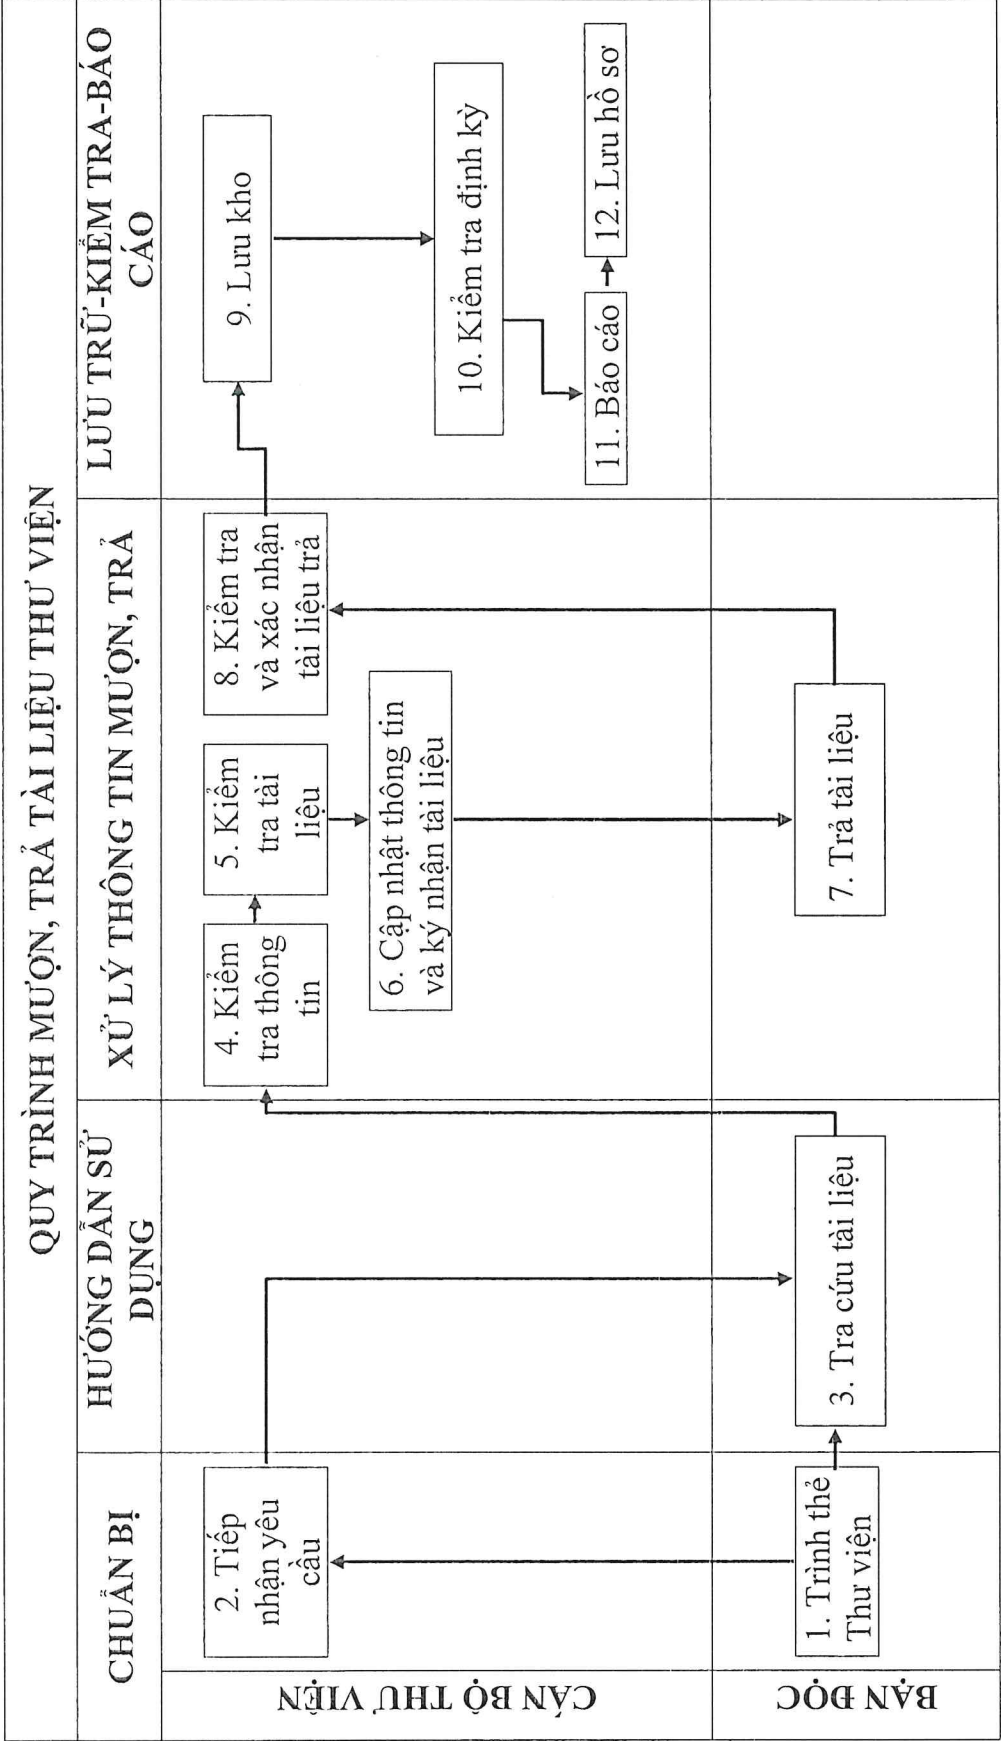 QUY TRÌNH MƯỢN, TRẢ TÀI LIỆU THƯ VIỆN
CHUẨN BỊ
HƯỚNG DẪN SỬ
DỤNG
XỬ LÝ THÔNG TIN MƯỢN, TRẢ
LƯU TRỮ-KIỂM TRA-BÁO
CÁO
CÁN BỘ THƯ VIỆN
2. Tiếp
nhận yêu
cầu
4. Kiểm
tra thông
tin
5. Kiểm
tra tài
liệu
8. Kiểm tra
và xác nhận
tài liệu trả
9. Lưu kho
6. Cập nhật thông tin
và ký nhận tài liệu
10. Kiểm tra định kỳ
11. Báo cáo
12. Lưu hồ sơ
BẠN ĐỌC
1. Trình thẻ
Thư viện
3. Tra cứu tài liệu
7. Trả tài liệu